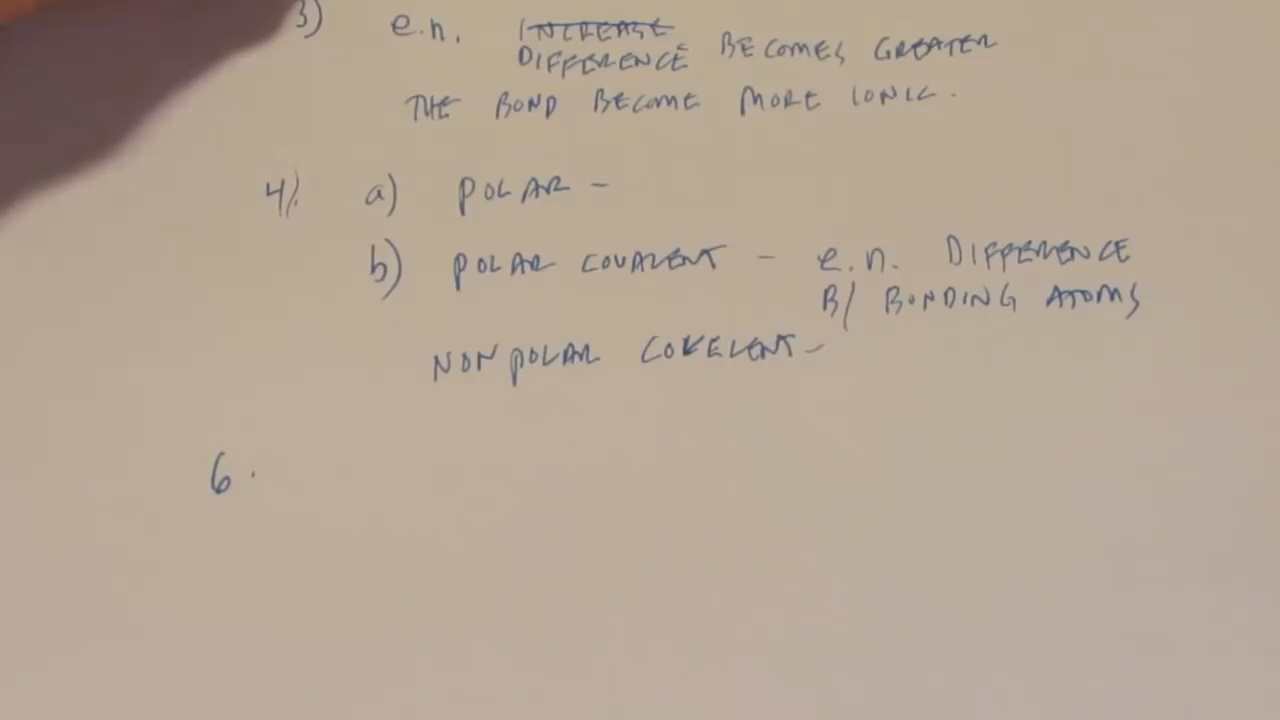 3) e.n. INCREASE
DIFFERENCE BECOMES GREATER
THE BOND BECOME MORE IONIC.
4). a) POLAR -
b) POLAR COVALENT - e.n. DIFFERENCE
B/ BONDING ATOMS
NONPOLAR COVELENT -
6.